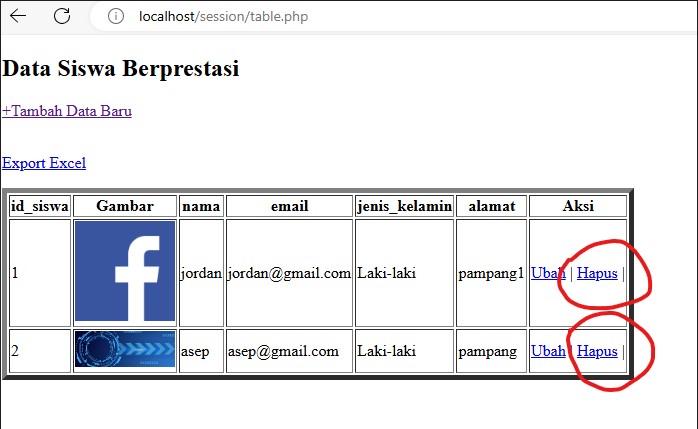 localhost/session/table.php
Data Siswa Berprestasi
+Tambah Data Baru
Export Excel
id_siswa Gambar nama email jenis_kelamin alamat Aksi
1 f jordan jordan@gmail.com Laki-laki pampang1 Ubah | Hapus |
2 asep asep@gmail.com Laki-laki pampang Ubah | Hapus |